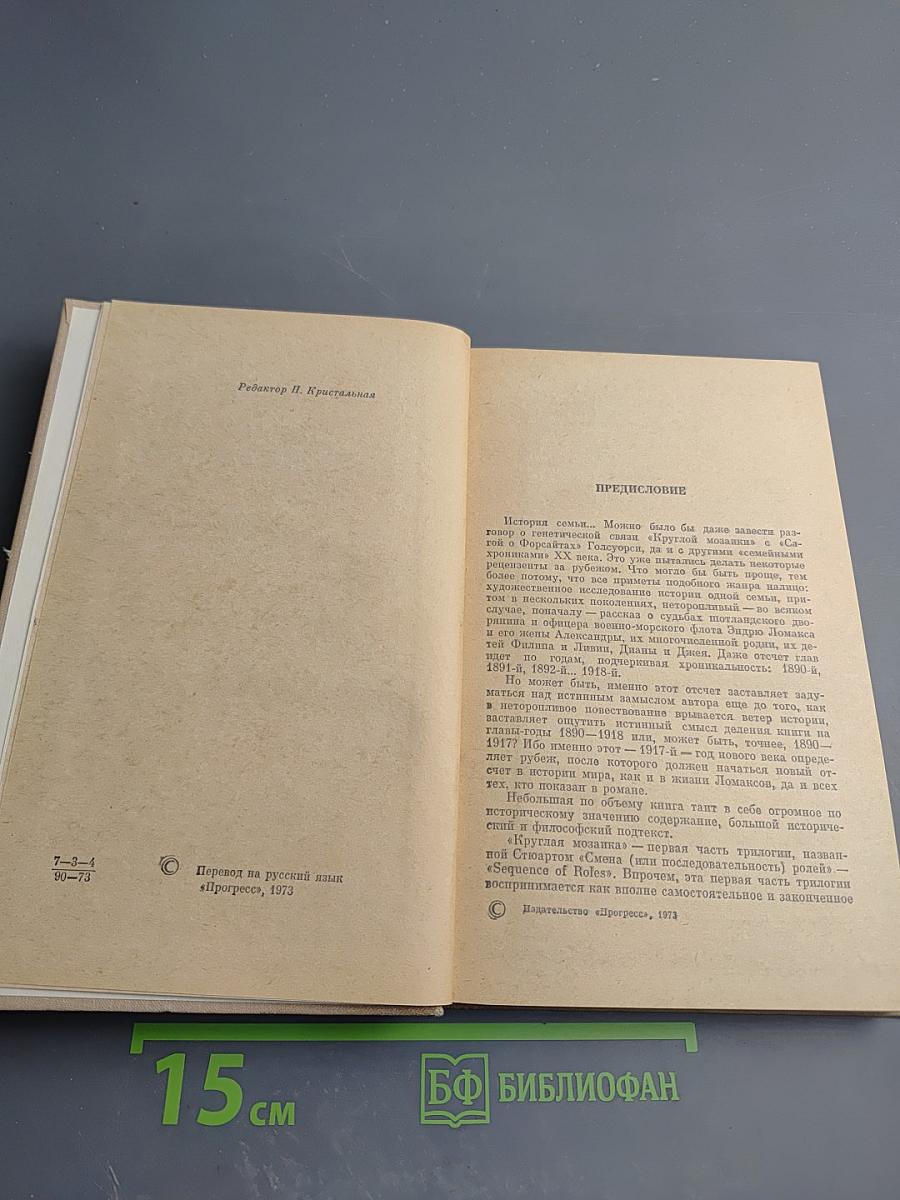 Редактор П. Кристальная
7—3—4
90—73
© Перевод на русский язык
«Прогресс», 1973
ПРЕДИСЛОВИЕ
История семьи... Можно было бы даже завести раз-
говор о генетической связи «Круглой мозаики» с «Са-
гой о Форсайтах» Голсуорси, да и с другими «семейными
хрониками» XX века. Это уже пытались делать некоторые
рецензенты за рубежом. Что могло бы быть проще, тем
более потому, что все приметы подобного жанра налицо:
художественное исследование истории одной семьи, при-
том в нескольких поколениях, неторопливый — во всяком
случае, поначалу — рассказ о судьбах шотландского дво-
рянина и офицера военно-морского флота Эндрю Ломакса
и его жены Александры, их многочисленной родни, их де-
тей Филипа и Ливии, Дианы и Джея. Даже отсчет глав
идет по годам, подчеркивая хроникальность: 1890-й,
1891-й, 1892-й... 1918-й.
Но может быть, именно этот отсчет заставляет заду-
маться над истинным замыслом автора еще до того, как
в неторопливое повествование врывается ветер истории,
заставляет ощутить истинный смысл деления книги на
главы-годы 1890—1918 или, может быть, точнее, 1890—
1917? Ибо именно этот — 1917-й — год нового века опреде-
ляет рубеж, после которого должен начаться новый от-
счет в истории мира, как и в жизни Ломаксов, да и всех
тех, кто показан в романе.
Небольшая по объему книга таит в себе огромное по
историческому значению содержание, большой историче-
ский и философский подтекст.
«Круглая мозаика» — первая часть трилогии, назван-
ной Стюартом «Смена (или последовательность) ролей» —
«Sequence of Roles». Впрочем, эта первая часть трилогии
воспринимается как вполне самостоятельное и законченное
© Издательство «Прогресс», 1973
15 см
БФ БИБЛИОФАН